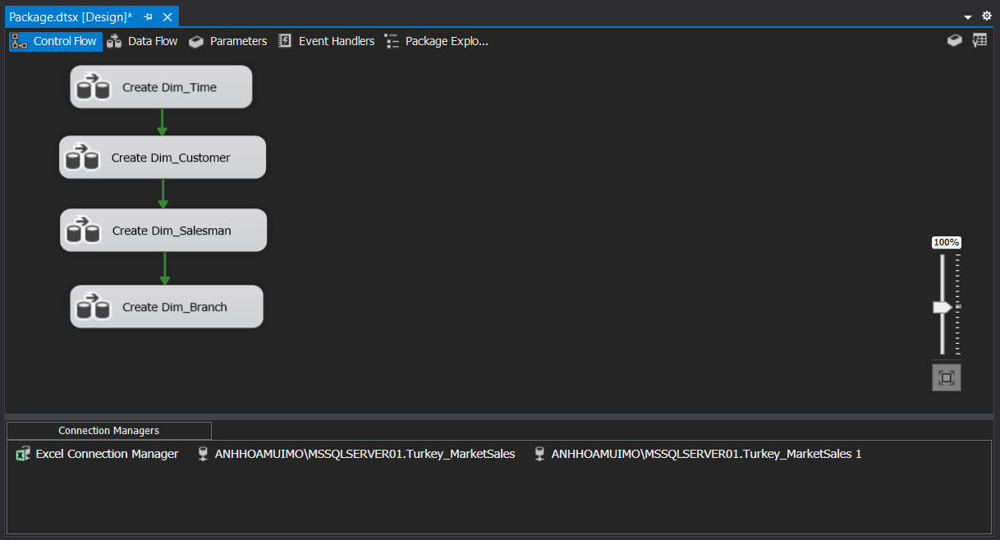 Package.dtsx [Design]*
Control Flow Data Flow Parameters Event Handlers Package Explo...
Create Dim_Time
Create Dim_Customer
Create Dim_Salesman
Create Dim_Branch
100%
Connection Managers
Excel Connection Manager ANHHOAMUIMO\MSSQLSERVER01.Turkey_MarketSales ANHHOAMUIMO\MSSQLSERVER01.Turkey_MarketSales 1